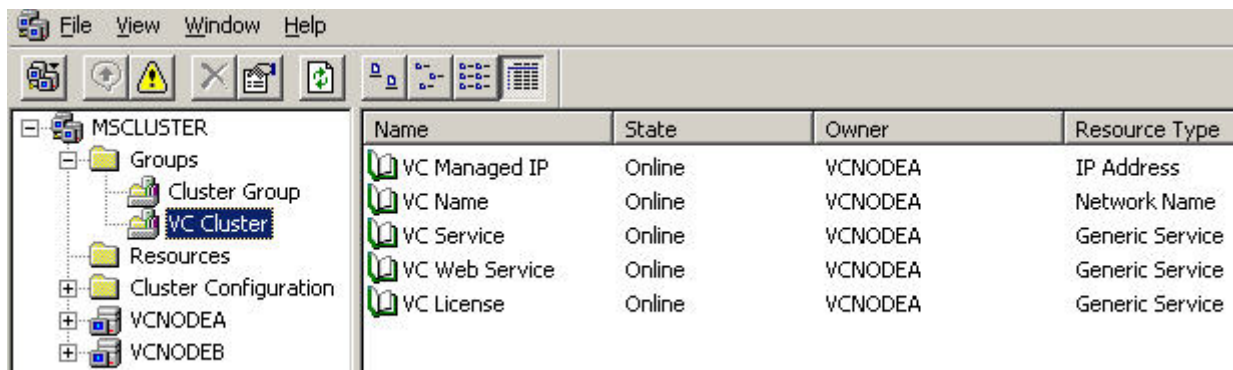 File View Window Help
MSCLUSTER
Groups
Cluster Group
VC Cluster
Resources
Cluster Configuration
VCNODEA
VCNODEB
Name State Owner Resource Type
VC Managed IP Online VCNODEA IP Address
VC Name Online VCNODEA Network Name
VC Service Online VCNODEA Generic Service
VC Web Service Online VCNODEA Generic Service
VC License Online VCNODEA Generic Service